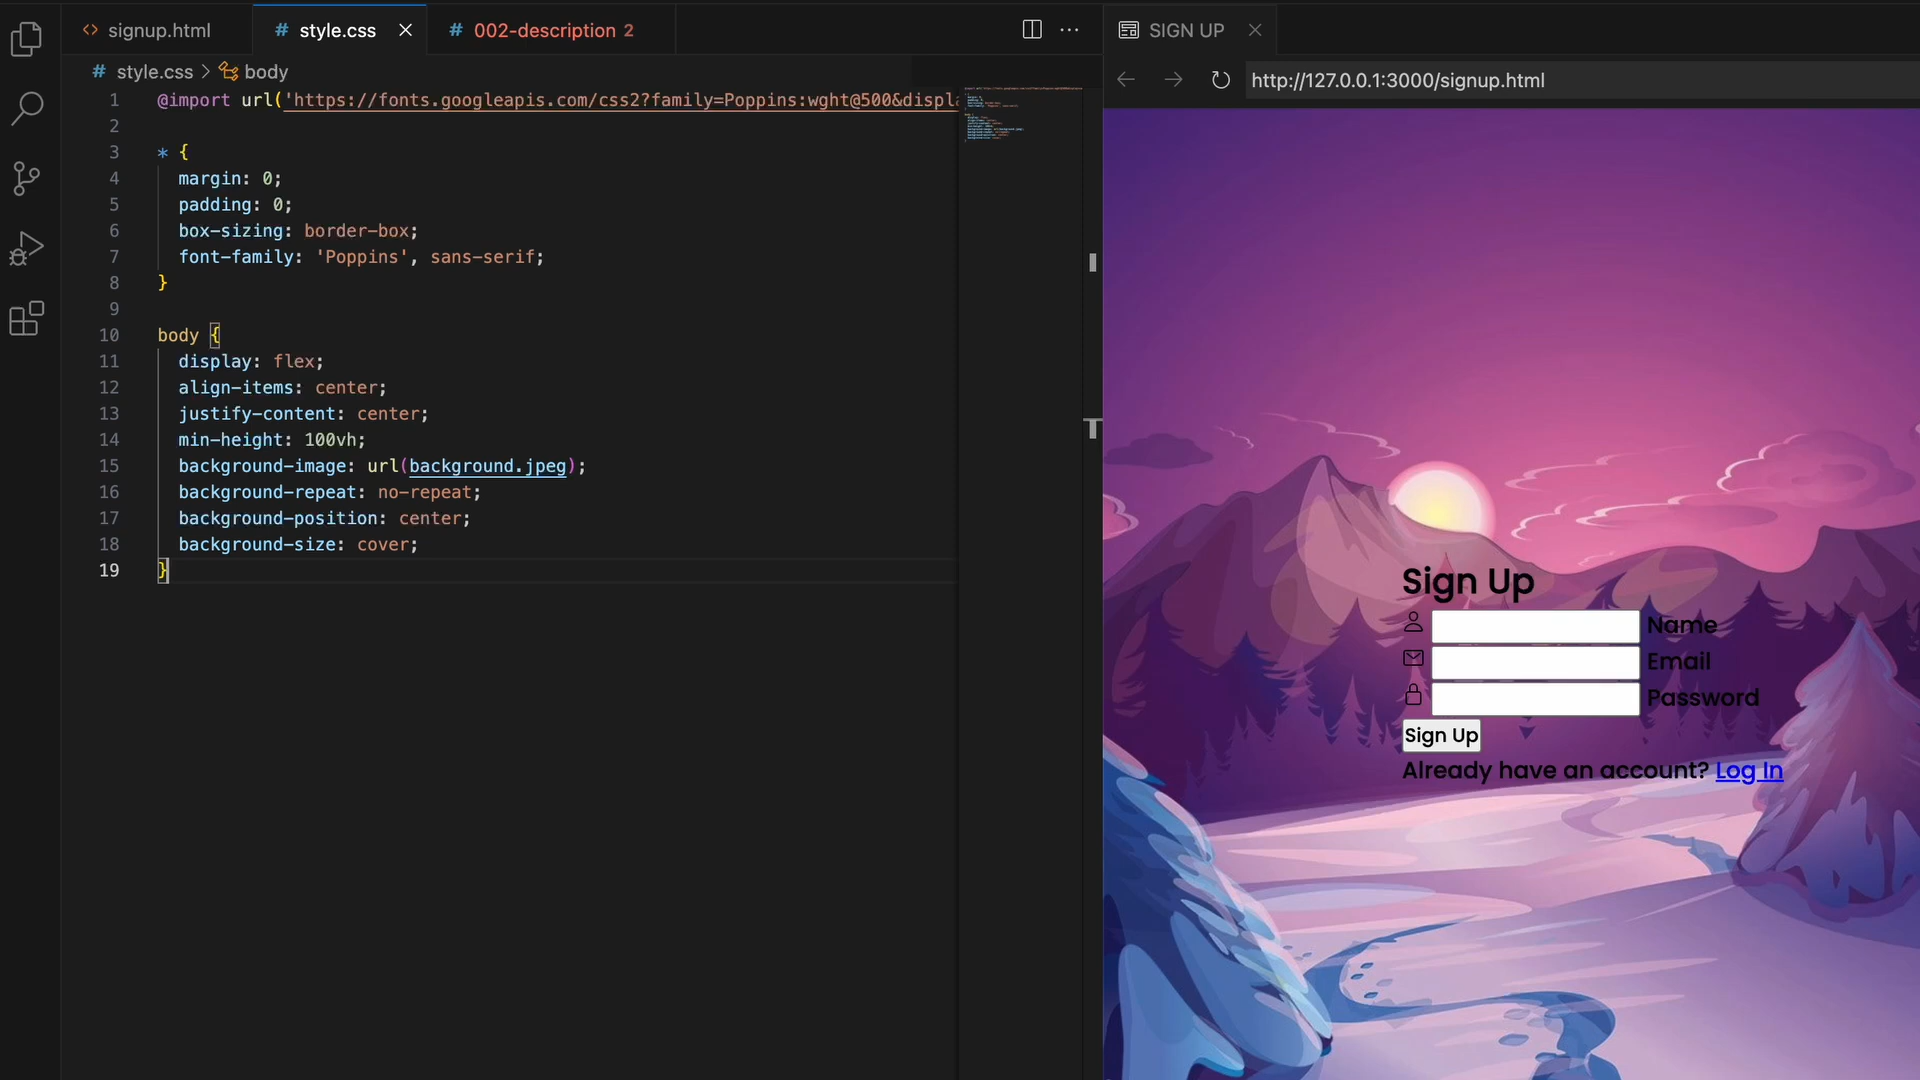 signup.html
style.css
002-description 2
SIGN UP
style.css > body
http://127.0.0.1:3000/signup.html
1 @import url('https://fonts.googleapis.com/css2?family=Poppins:wght@500&displa
2
3 * {
4 margin: 0;
5 padding: 0;
6 box-sizing: border-box;
7 font-family: 'Poppins', sans-serif;
8 }
9
10 body {
11 display: flex;
12 align-items: center;
13 justify-content: center;
14 min-height: 100vh;
15 background-image: url(background.jpeg);
16 background-repeat: no-repeat;
17 background-position: center;
18 background-size: cover;
19 }
Sign Up
Name
Email
Password
Sign Up
Already have an account? Log In